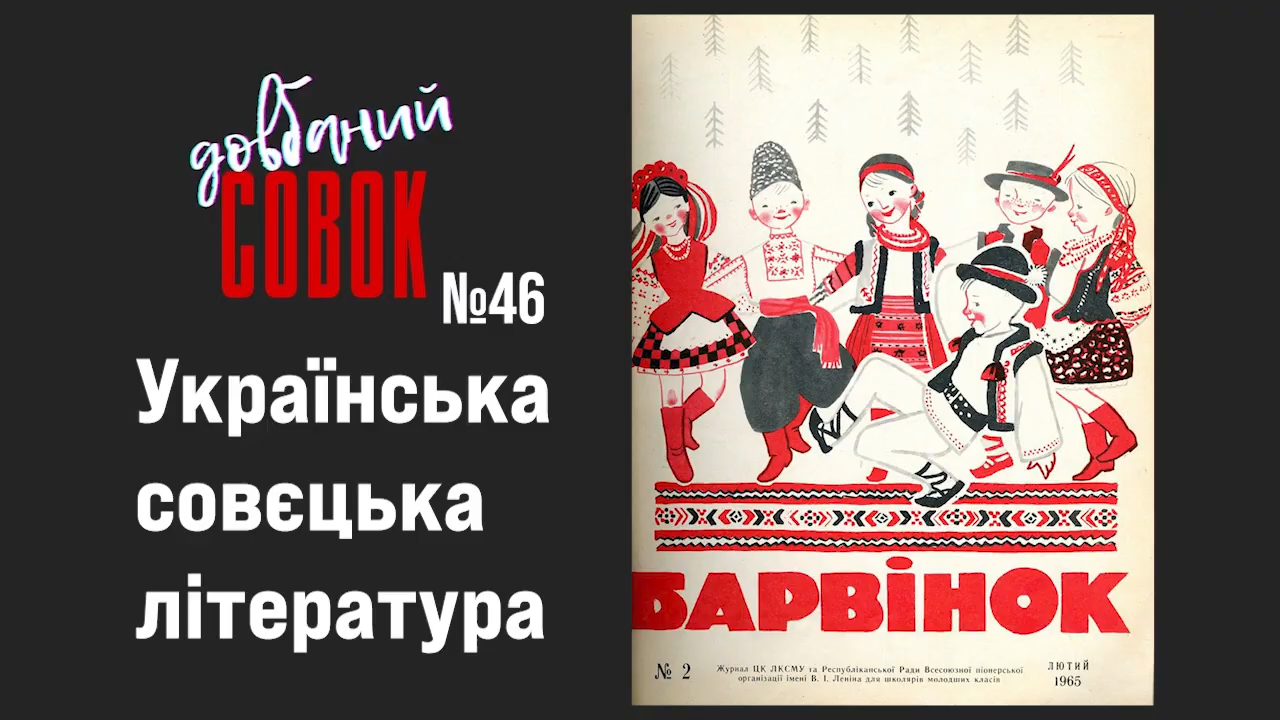 довбаний
СОВОК
№46
Українська
совєцька
література
БАРВІНОК
№ 2
Журнал ЦК ЛКСМУ та Республіканської Ради Всесоюзної піонерської
організації імені В. І. Леніна для школярів молодших класів
ЛЮТИЙ
1965